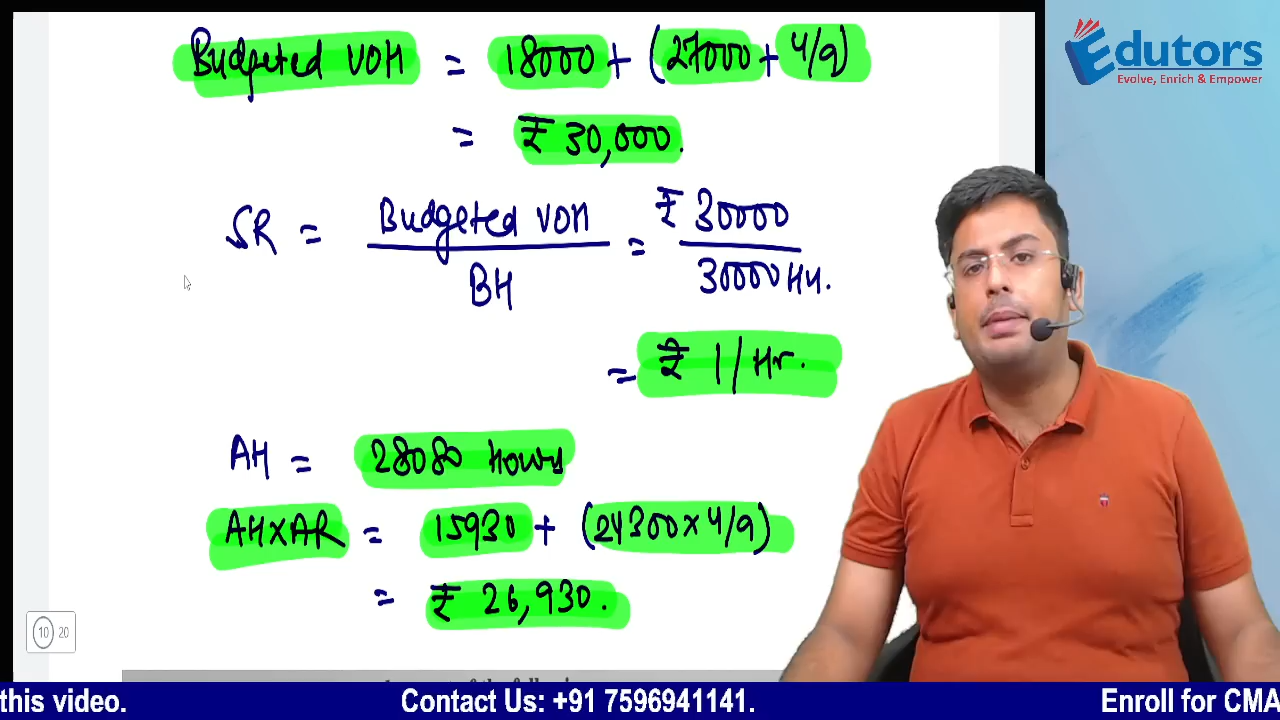 Budgeted VOH = 18000 + (27000 + 4/9)
= ₹ 30,000.
SR = Budgeted VOH / BH = ₹ 30000 / 30000 Hrs.
= ₹ 1/Hr.
AH = 28080 hours
AH×AR = 15930 + (24300×4/9)
= ₹ 26,930.
10 20
Edutors
Evolve, Enrich & Empower
this video. Contact Us: +91 7596941141. Enroll for CMA